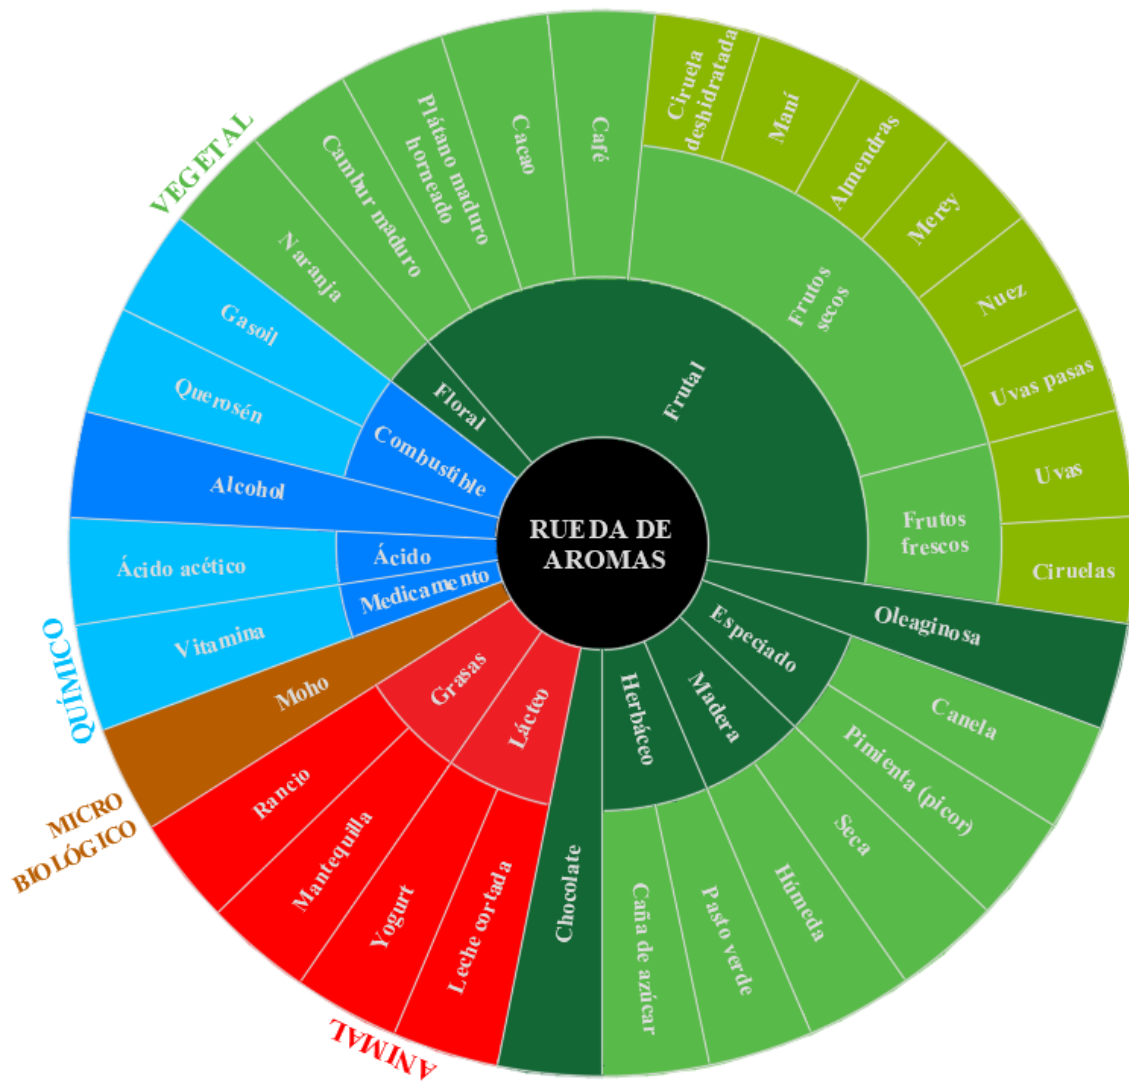 RUEDA DE
AROMAS
VEGETAL
Floral
Naranja
Frutal
Cambur maduro
Plátano maduro
horneado
Cacao
Café
Frutos
secos
Ciruela
deshidratada
Maní
Almendras
Merey
Nuez
Uvas pasas
Frutos
frescos
Uvas
Ciruelas
Oleaginosa
Especiado
Canela
Pimienta (picor)
Madera
Seca
Húmeda
Herbáceo
Pasto verde
Caña de azúcar
Chocolate
ANIMAL
Lácteo
Leche cortada
Yogurt
Grasas
Mantequilla
Rancio
MICRO
BIOLÓGICO
Moho
QUÍMICO
Medicamento
Vitamina
Ácido
Ácido acético
Alcohol
Combustible
Querosén
Gasoil